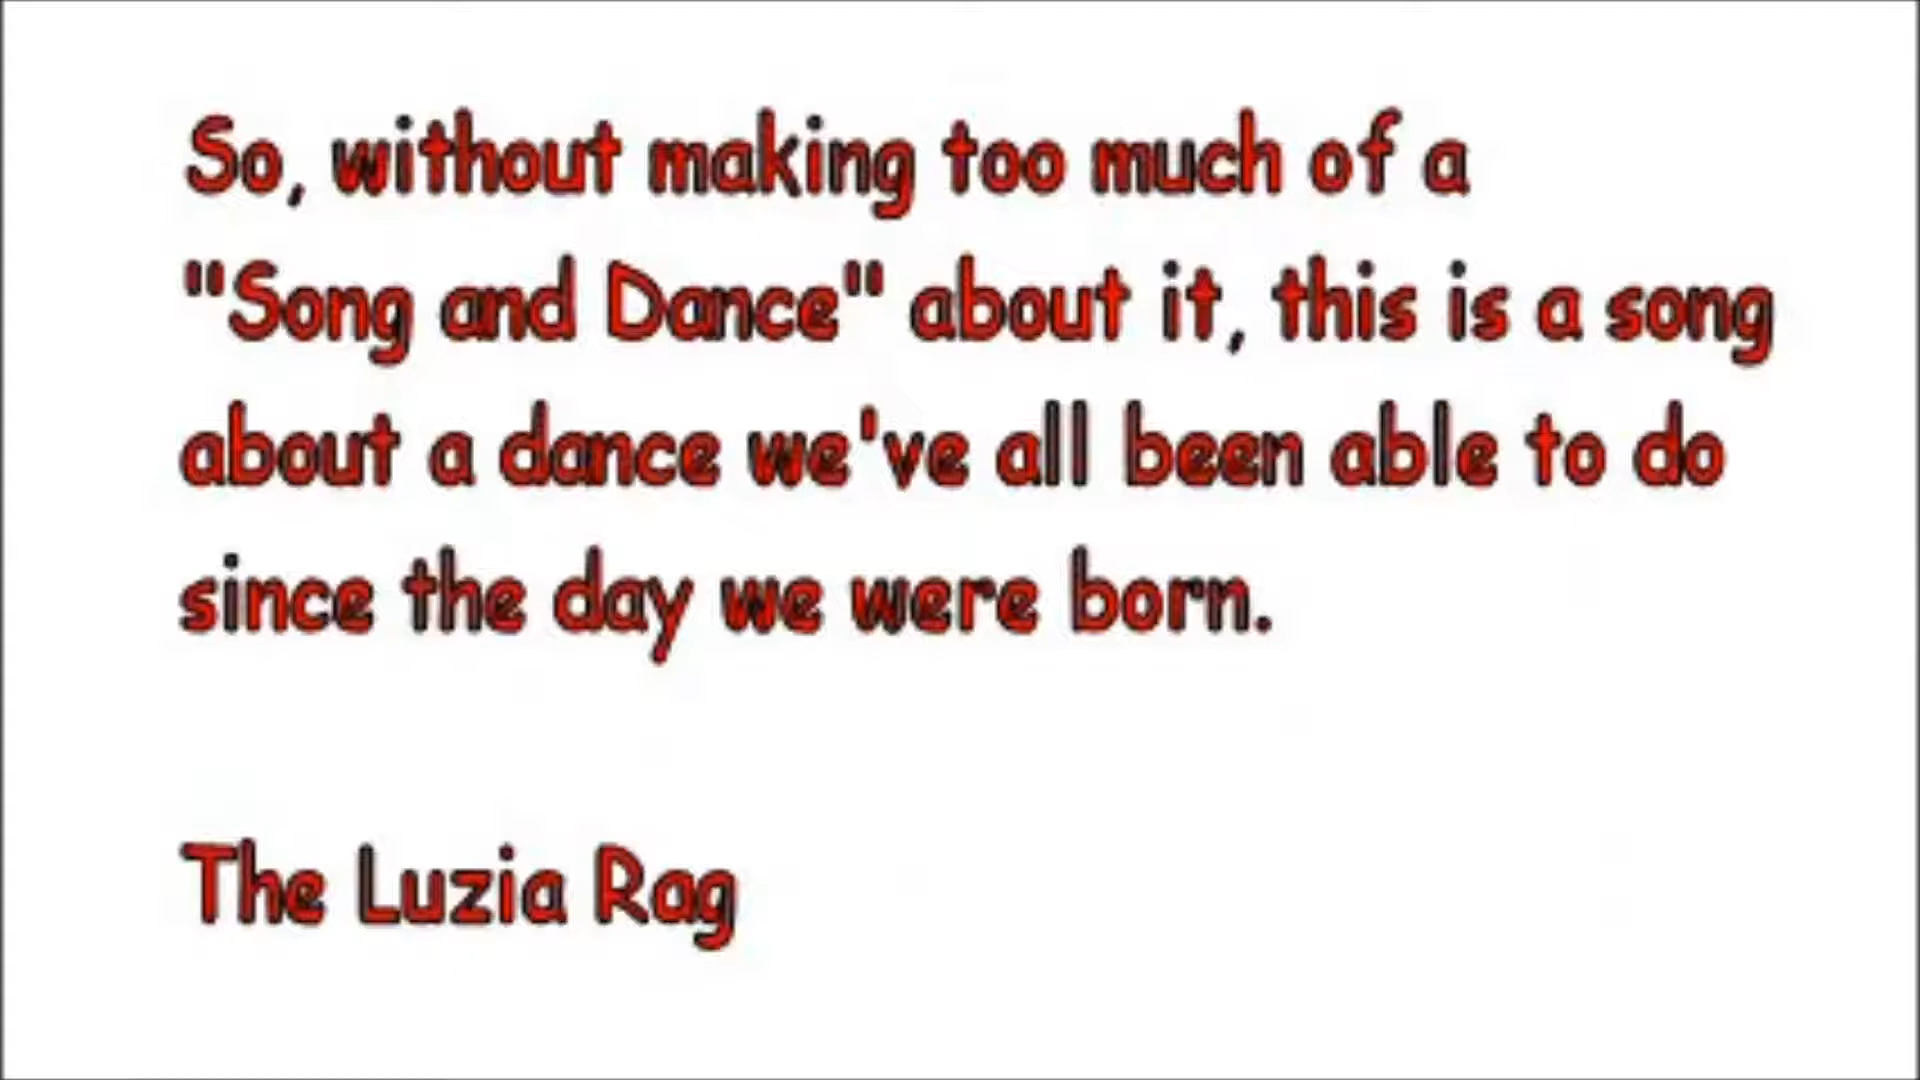 So, without making too much of a
"Song and Dance" about it, this is a song
about a dance we've all been able to do
since the day we were born.
The Luzia Rag